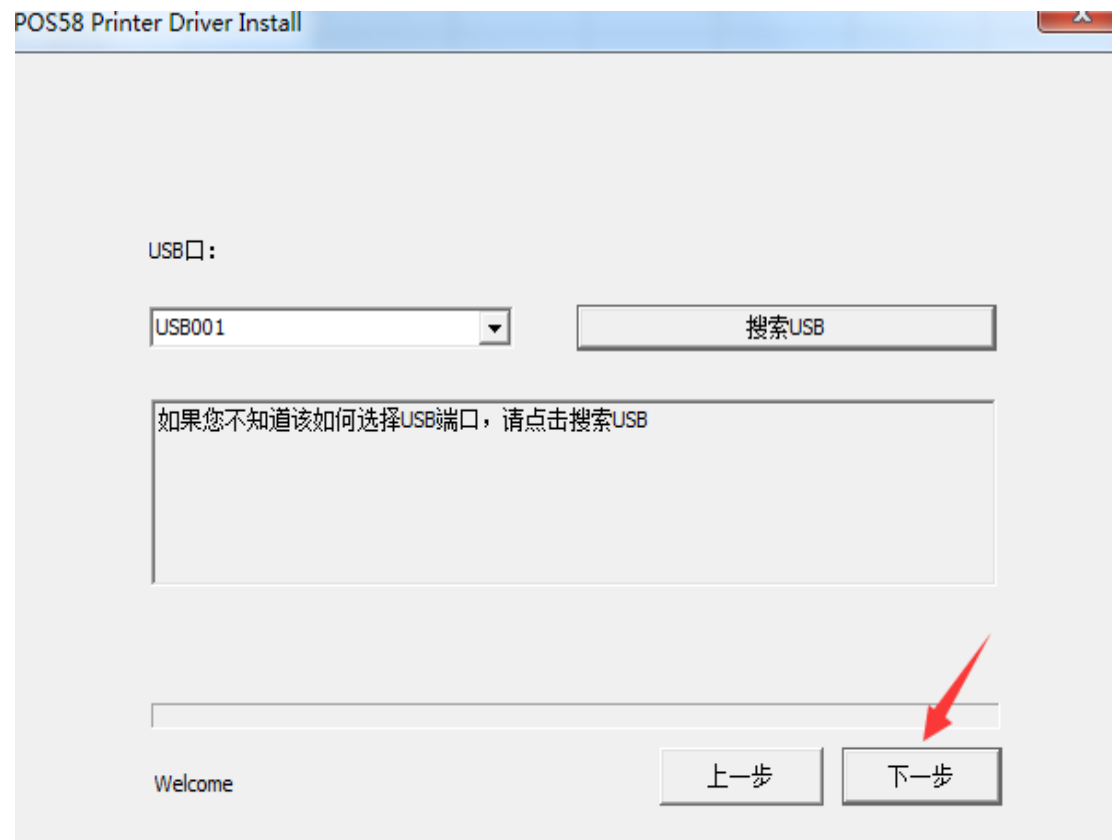 POS58 Printer Driver Install
USB口：
USB001
搜索USB
如果您不知道该如何选择USB端口，请点击搜索USB
Welcome
上一步
下一步